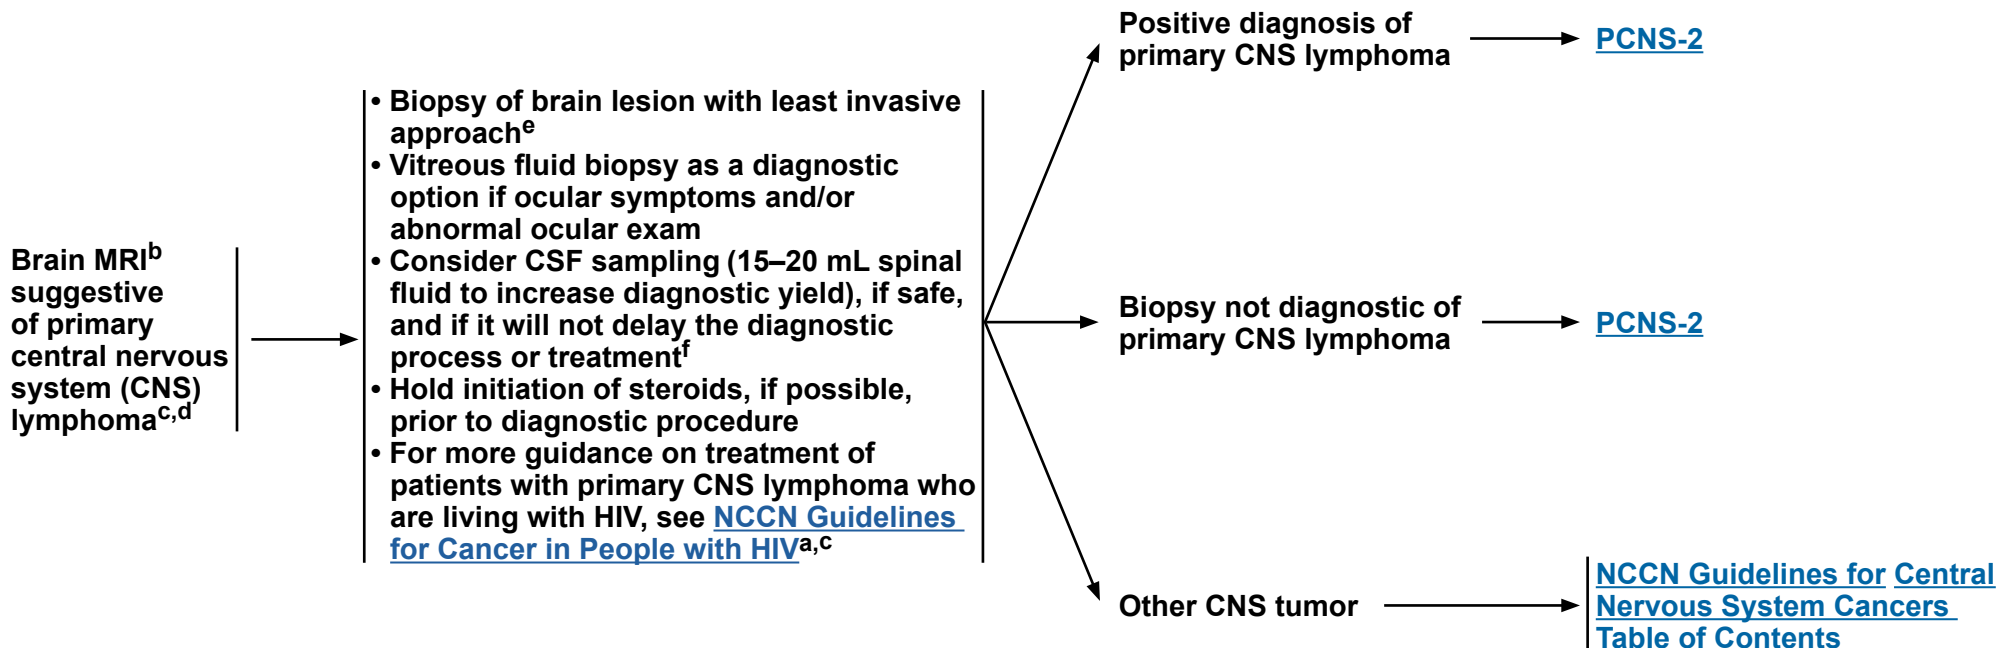 Brain MRIb
suggestive
of primary
central nervous
system (CNS)
lymphomac,d
• Biopsy of brain lesion with least invasive
approache
• Vitreous fluid biopsy as a diagnostic
option if ocular symptoms and/or
abnormal ocular exam
• Consider CSF sampling (15–20 mL spinal
fluid to increase diagnostic yield), if safe,
and if it will not delay the diagnostic
process or treatmentf
• Hold initiation of steroids, if possible,
prior to diagnostic procedure
• For more guidance on treatment of
patients with primary CNS lymphoma who
are living with HIV, see NCCN Guidelines
for Cancer in People with HIVa,c
Positive diagnosis of
primary CNS lymphoma
PCNS-2
Biopsy not diagnostic of
primary CNS lymphoma
PCNS-2
Other CNS tumor
NCCN Guidelines for Central
Nervous System Cancers
Table of Contents